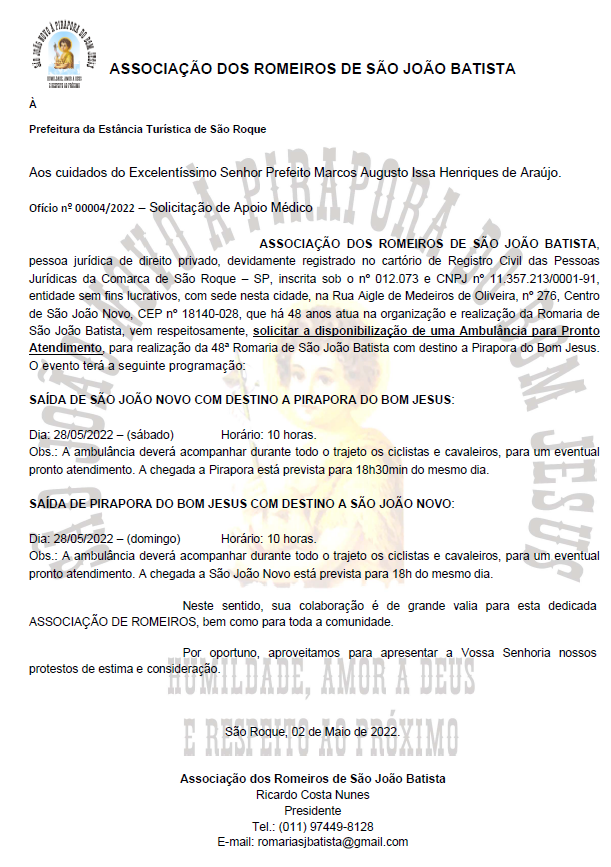 SÃO JOÃO NOVO À PIRAPORA DO BOM JESUS
HUMILDADE, AMOR A DEUS
E RESPEITO AO PRÓXIMO
ASSOCIAÇÃO DOS ROMEIROS DE SÃO JOÃO BATISTA
À
Prefeitura da Estância Turística de São Roque
Aos cuidados do Excelentíssimo Senhor Prefeito Marcos Augusto Issa Henriques de Araújo.
Ofício nº 00004/2022 – Solicitação de Apoio Médico
ASSOCIAÇÃO DOS ROMEIROS DE SÃO JOÃO BATISTA,
pessoa jurídica de direito privado, devidamente registrado no cartório de Registro Civil das Pessoas
Jurídicas da Comarca de São Roque – SP, inscrita sob o nº 012.073 e CNPJ nº 11.357.213/0001-91,
entidade sem fins lucrativos, com sede nesta cidade, na Rua Aigle de Medeiros de Oliveira, nº 276, Centro
de São João Novo, CEP nº 18140-028, que há 48 anos atua na organização e realização da Romaria de
São João Batista, vem respeitosamente, solicitar a disponibilização de uma Ambulância para Pronto
Atendimento, para realização da 48ª Romaria de São João Batista com destino a Pirapora do Bom Jesus.
O evento terá a seguinte programação:
SAÍDA DE SÃO JOÃO NOVO COM DESTINO A PIRAPORA DO BOM JESUS:
Dia: 28/05/2022 – (sábado) Horário: 10 horas.
Obs.: A ambulância deverá acompanhar durante todo o trajeto os ciclistas e cavaleiros, para um eventual
pronto atendimento. A chegada a Pirapora está prevista para 18h30min do mesmo dia.
SAÍDA DE PIRAPORA DO BOM JESUS COM DESTINO A SÃO JOÃO NOVO:
Dia: 28/05/2022 – (domingo) Horário: 10 horas.
Obs.: A ambulância deverá acompanhar durante todo o trajeto os ciclistas e cavaleiros, para um eventual
pronto atendimento. A chegada a São João Novo está prevista para 18h do mesmo dia.
Neste sentido, sua colaboração é de grande valia para esta dedicada
ASSOCIAÇÃO DE ROMEIROS, bem como para toda a comunidade.
Por oportuno, aproveitamos para apresentar a Vossa Senhoria nossos
protestos de estima e consideração.
São Roque, 02 de Maio de 2022.
Associação dos Romeiros de São João Batista
Ricardo Costa Nunes
Presidente
Tel.: (011) 97449-8128
E-mail: romariasjbatista@gmail.com
SÃO JOÃO NOVO À PIRAPORA DO BOM JESUS
HUMILDADE, AMOR A DEUS
E RESPEITO AO PRÓXIMO